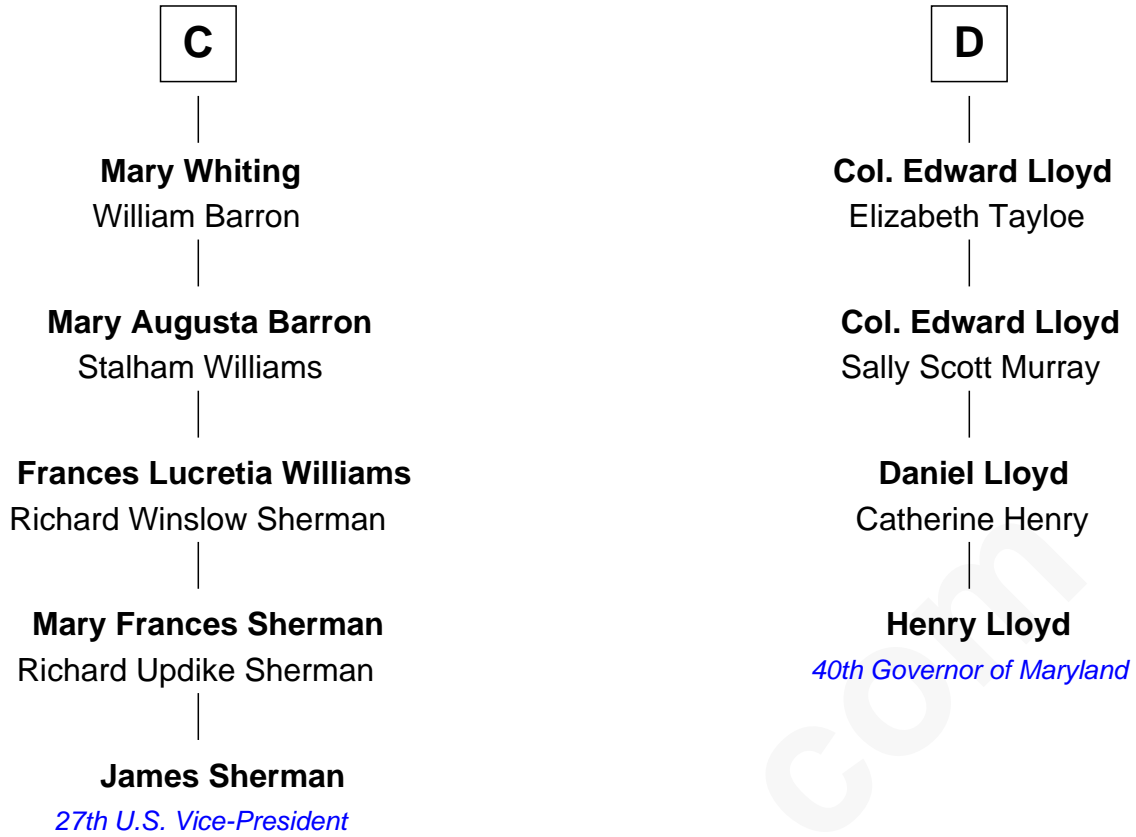 C
Mary Whiting
William Barron
Mary Augusta Barron
Stalham Williams
Frances Lucretia Williams
Richard Winslow Sherman
Mary Frances Sherman
Richard Updike Sherman
James Sherman
27th U.S. Vice-President
D
Col. Edward Lloyd
Elizabeth Tayloe
Col. Edward Lloyd
Sally Scott Murray
Daniel Lloyd
Catherine Henry
Henry Lloyd
40th Governor of Maryland
com